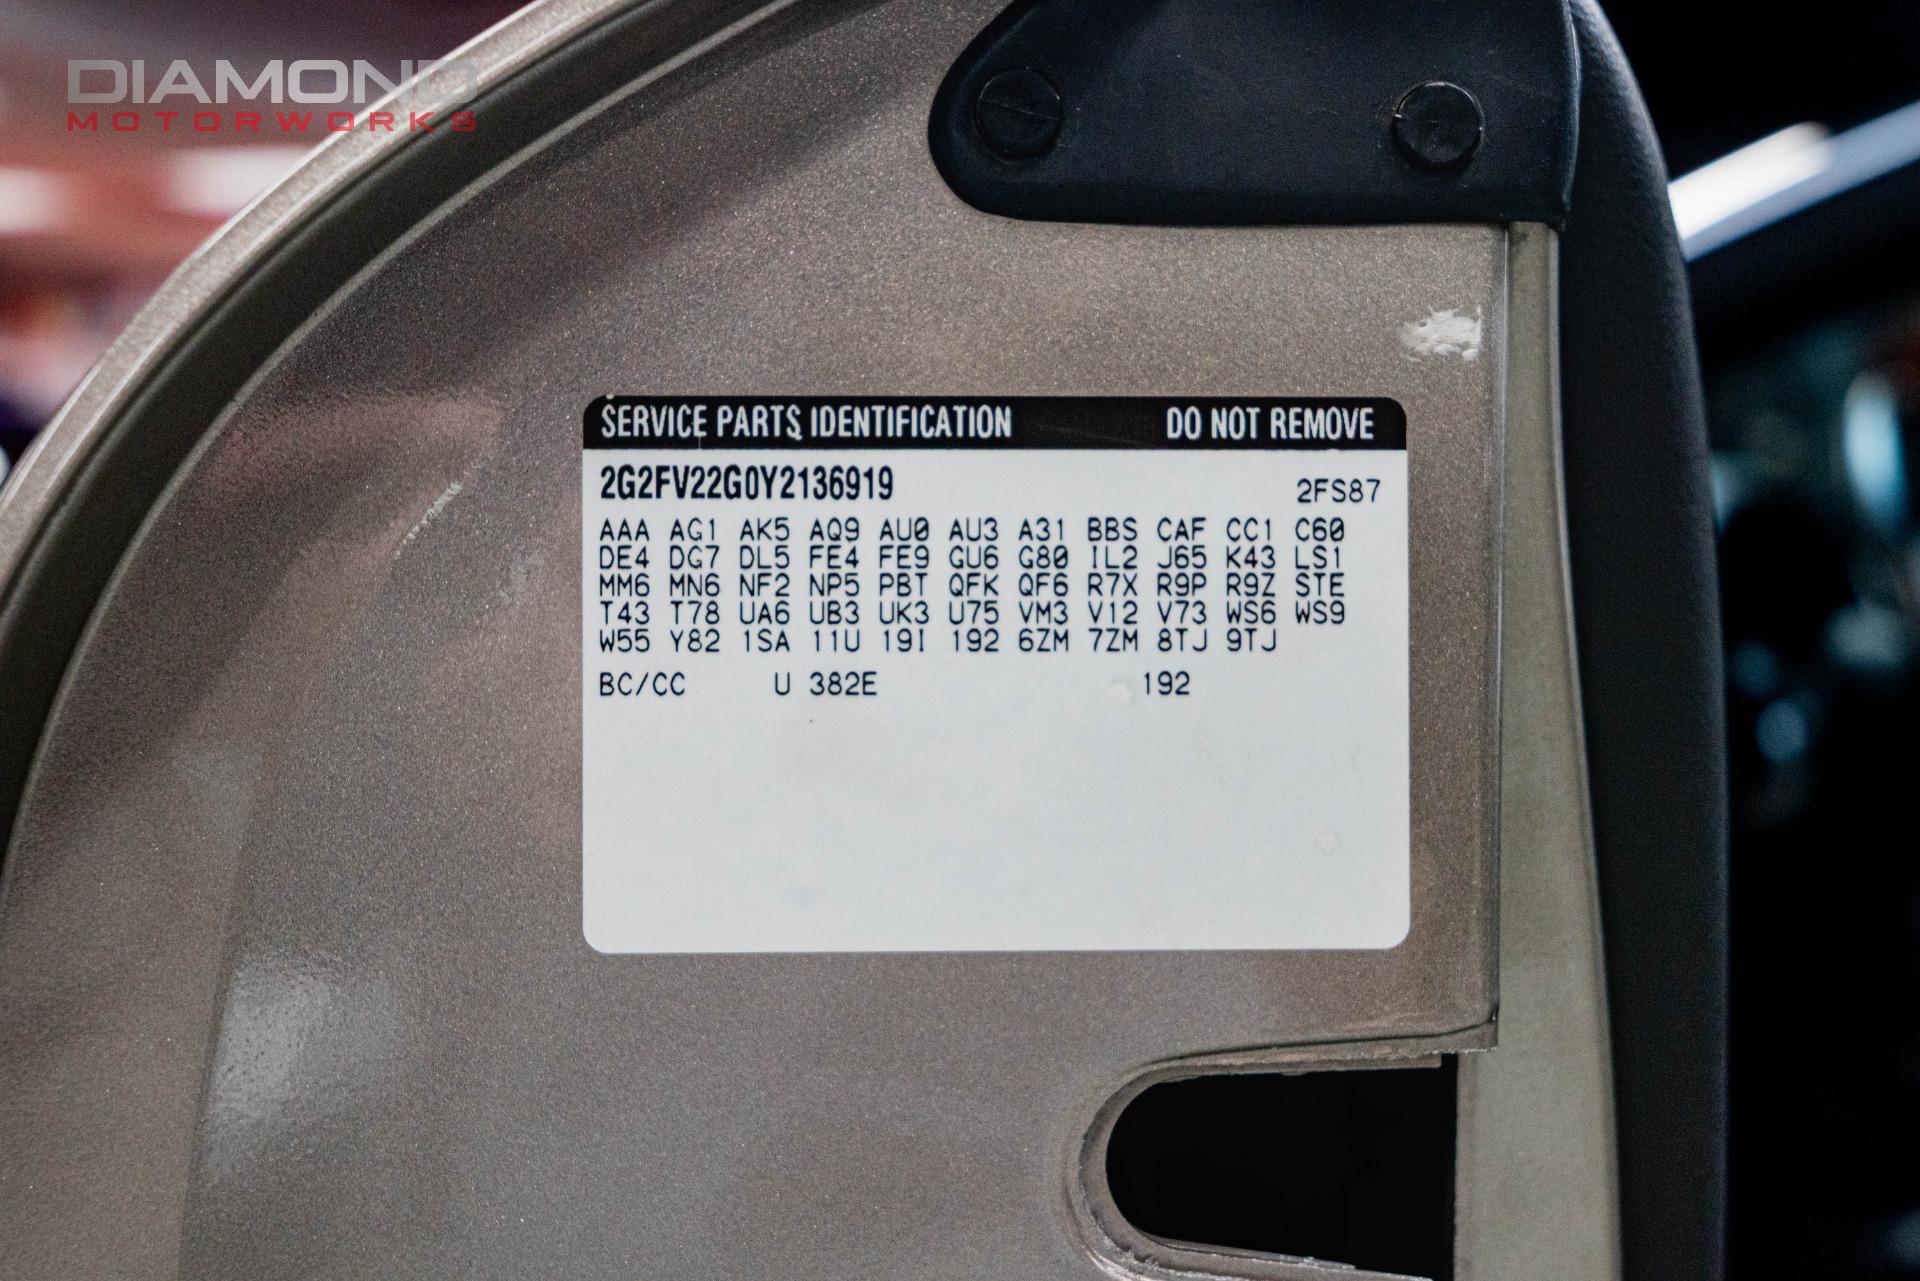 DIAMOND
MOTORWORKS
SERVICE PARTS IDENTIFICATION DO NOT REMOVE
2G2FV22G0Y2136919 2FS87
AAA AG1 AK5 AQ9 AU0 AU3 A31 BBS CAF CC1 C60
DE4 DG7 DL5 FE4 FE9 GU6 G80 IL2 J65 K43 LS1
MM6 MN6 NF2 NP5 PBT QFK QF6 R7X R9P R9Z STE
T43 T78 UA6 UB3 UK3 U75 VM3 V12 V73 WS6 WS9
W55 Y82 1SA 11U 19I 192 6ZM 7ZM 8TJ 9TJ
BC/CC U 382E 192